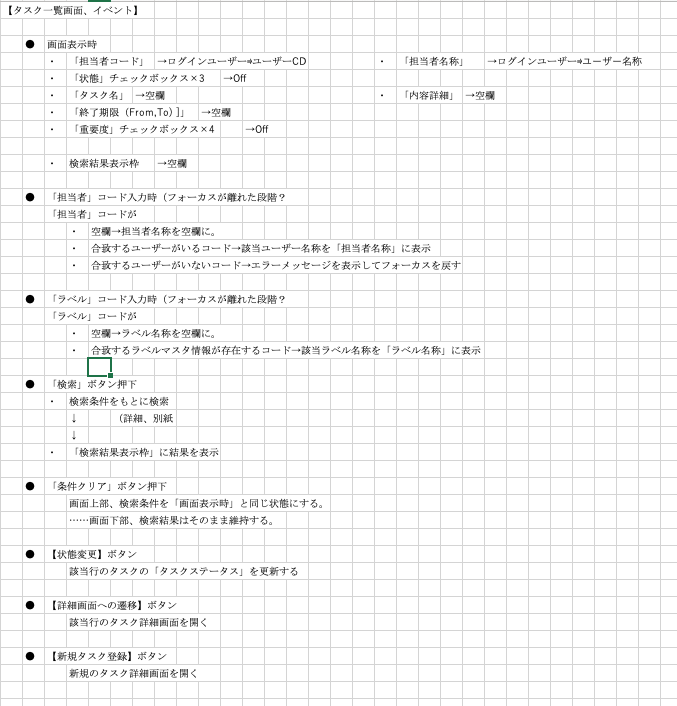 【タスク一覧画面、イベント】
● 画面表示時
・ 「担当者コード」 →ログインユーザー⇒ユーザーCD ・ 「担当者名称」 →ログインユーザー⇒ユーザー名称
・ 「状態」チェックボックス×3 →Off
・ 「タスク名」 →空欄 ・ 「内容詳細」 →空欄
・ 「終了期限（From,To）］」 →空欄
・ 「重要度」チェックボックス×4 →Off
・ 検索結果表示枠 →空欄
● 「担当者」コード入力時（フォーカスが離れた段階？
「担当者」コードが
・ 空欄→担当者名称を空欄に。
・ 合致するユーザーがいるコード→該当ユーザー名称を「担当者名称」に表示
・ 合致するユーザーがいないコード→エラーメッセージを表示してフォーカスを戻す
● 「ラベル」コード入力時（フォーカスが離れた段階？
「ラベル」コードが
・ 空欄→ラベル名称を空欄に。
・ 合致するラベルマスタ情報が存在するコード→該当ラベル名称を「ラベル名称」に表示
● 「検索」ボタン押下
・ 検索条件をもとに検索
↓ （詳細、別紙
↓
・ 「検索結果表示枠」に結果を表示
● 「条件クリア」ボタン押下
画面上部、検索条件を「画面表示時」と同じ状態にする。
……画面下部、検索結果はそのまま維持する。
● 【状態変更】ボタン
該当行のタスクの「タスクステータス」を更新する
● 【詳細画面への遷移】ボタン
該当行のタスク詳細画面を開く
● 【新規タスク登録】ボタン
新規のタスク詳細画面を開く